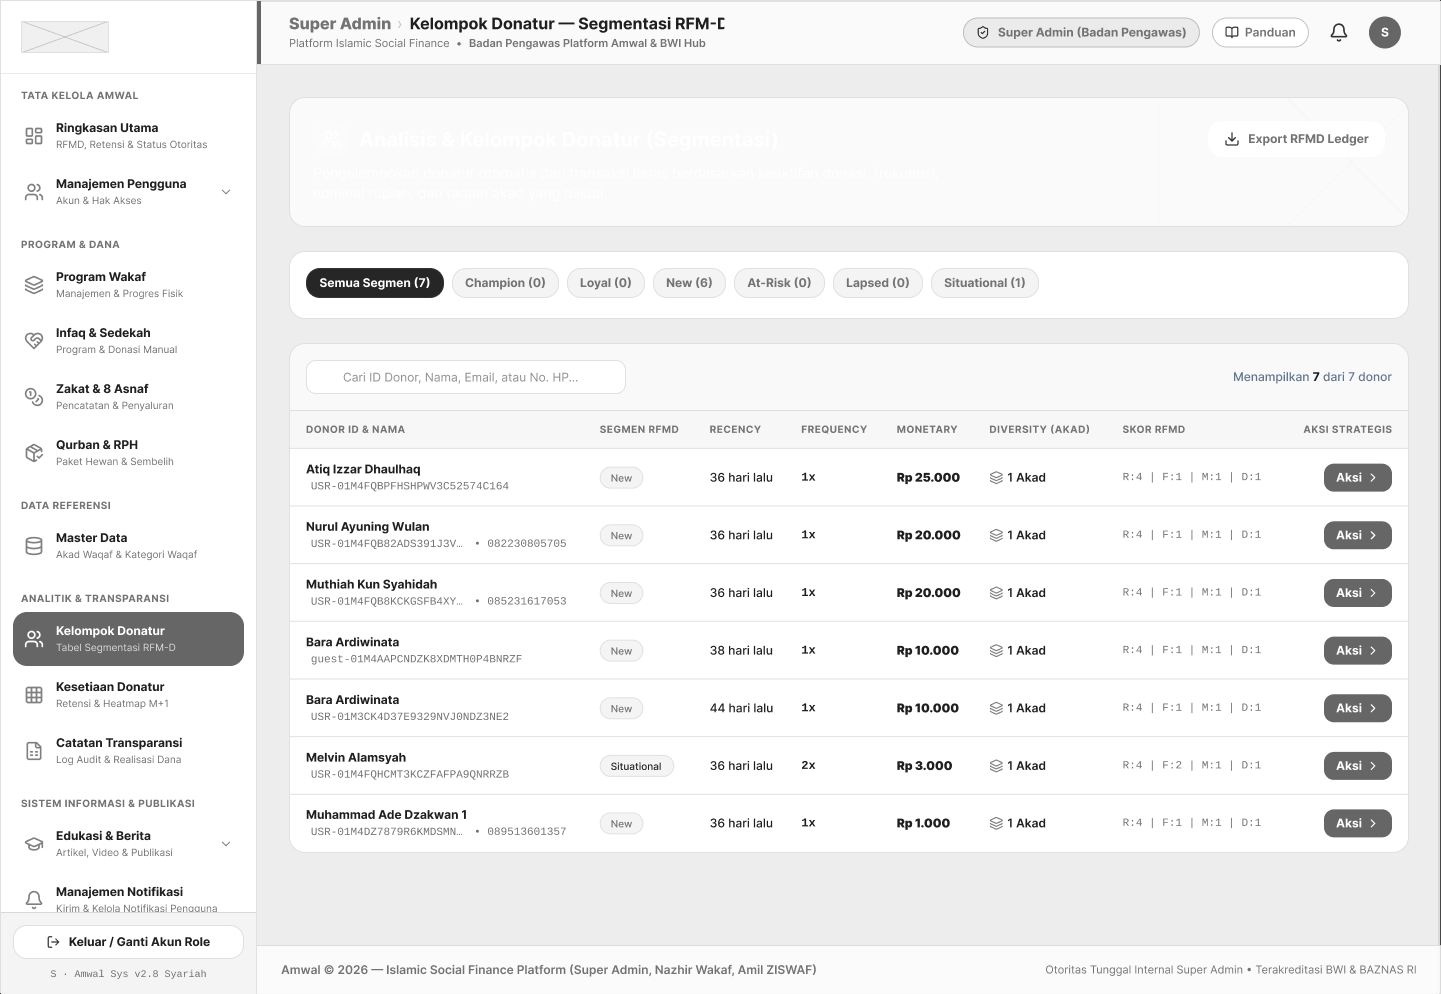 Super Admin › Kelompok Donatur — Segmentasi RFM-D
Platform Islamic Social Finance • Badan Pengawas Platform Amwal & BWI Hub
Super Admin (Badan Pengawas)
Panduan
S
TATA KELOLA AMWAL
Ringkasan Utama
RFMD, Retensi & Status Otoritas
Manajemen Pengguna
Akun & Hak Akses
PROGRAM & DANA
Program Wakaf
Manajemen & Progres Fisik
Infaq & Sedekah
Program & Donasi Manual
Zakat & 8 Asnaf
Pencatatan & Penyaluran
Qurban & RPH
Paket Hewan & Sembelih
DATA REFERENSI
Master Data
Akad Waqaf & Kategori Waqaf
ANALITIK & TRANSPARANSI
Kelompok Donatur
Tabel Segmentasi RFM-D
Kesetiaan Donatur
Retensi & Heatmap M+1
Catatan Transparansi
Log Audit & Realisasi Dana
SISTEM INFORMASI & PUBLIKASI
Edukasi & Berita
Artikel, Video & Publikasi
Manajemen Notifikasi
Kirim & Kelola Notifikasi Pengguna
Keluar / Ganti Akun Role
S · Amwal Sys v2.8 Syariah
Analisis & Kelompok Donatur (Segmentasi)
Export RFMD Ledger
Semua Segmen (7)
Champion (0)
Loyal (0)
New (6)
At-Risk (0)
Lapsed (0)
Situational (1)
Cari ID Donor, Nama, Email, atau No. HP...
Menampilkan 7 dari 7 donor
DONOR ID & NAMA SEGMEN RFMD RECENCY FREQUENCY MONETARY DIVERSITY (AKAD) SKOR RFMD AKSI STRATEGIS
Atiq Izzar Dhaulhaq
USR-01M4FQBPFHSHPWV3C52574C164
New 36 hari lalu 1x Rp 25.000 1 Akad R:4 | F:1 | M:1 | D:1 Aksi
Nurul Ayuning Wulan
USR-01M4FQB82ADS391J3V… • 082230805705
New 36 hari lalu 1x Rp 20.000 1 Akad R:4 | F:1 | M:1 | D:1 Aksi
Muthiah Kun Syahidah
USR-01M4FQB8KCKGSFB4XY… • 085231617053
New 36 hari lalu 1x Rp 20.000 1 Akad R:4 | F:1 | M:1 | D:1 Aksi
Bara Ardiwinata
guest-01M4AAPCNDZK8XDMTH0P4BNRZF
New 38 hari lalu 1x Rp 10.000 1 Akad R:4 | F:1 | M:1 | D:1 Aksi
Bara Ardiwinata
USR-01M3CK4D37E9329NVJ0NDZ3NE2
New 44 hari lalu 1x Rp 10.000 1 Akad R:4 | F:1 | M:1 | D:1 Aksi
Melvin Alamsyah
USR-01M4FQHCMT3KCZFAFPA9QNRRZB
Situational 36 hari lalu 2x Rp 3.000 1 Akad R:4 | F:2 | M:1 | D:1 Aksi
Muhammad Ade Dzakwan 1
USR-01M4DZ7879R6KMDSMN… • 089513601357
New 36 hari lalu 1x Rp 1.000 1 Akad R:4 | F:1 | M:1 | D:1 Aksi
Amwal © 2026 — Islamic Social Finance Platform (Super Admin, Nazhir Wakaf, Amil ZISWAF)
Otoritas Tunggal Internal Super Admin • Terakreditasi BWI & BAZNAS RI